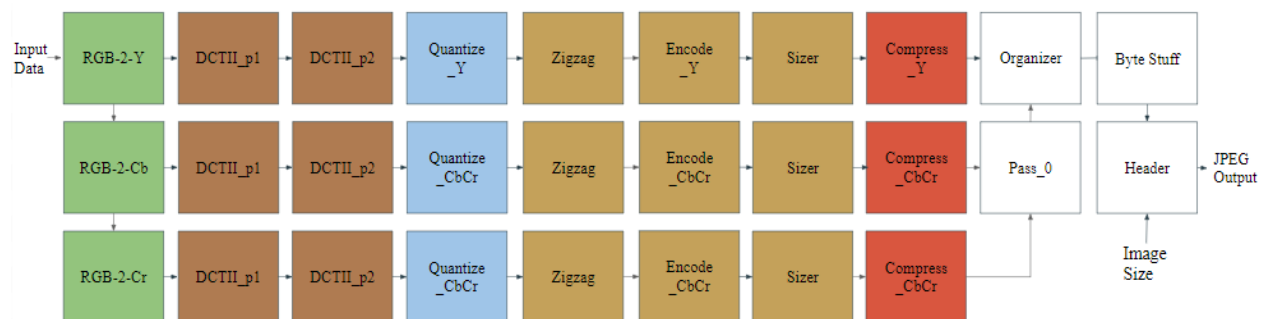 Input
Data
RGB-2-Y
DCTII_p1
DCTII_p2
Quantize
_Y
Zigzag
Encode
_Y
Sizer
Compress
_Y
Organizer
Byte Stuff
RGB-2-Cb
DCTII_p1
DCTII_p2
Quantize
_CbCr
Zigzag
Encode
_CbCr
Sizer
Compress
_CbCr
Pass_0
Header
JPEG
Output
RGB-2-Cr
DCTII_p1
DCTII_p2
Quantize
_CbCr
Zigzag
Encode
_CbCr
Sizer
Compress
_CbCr
Image
Size